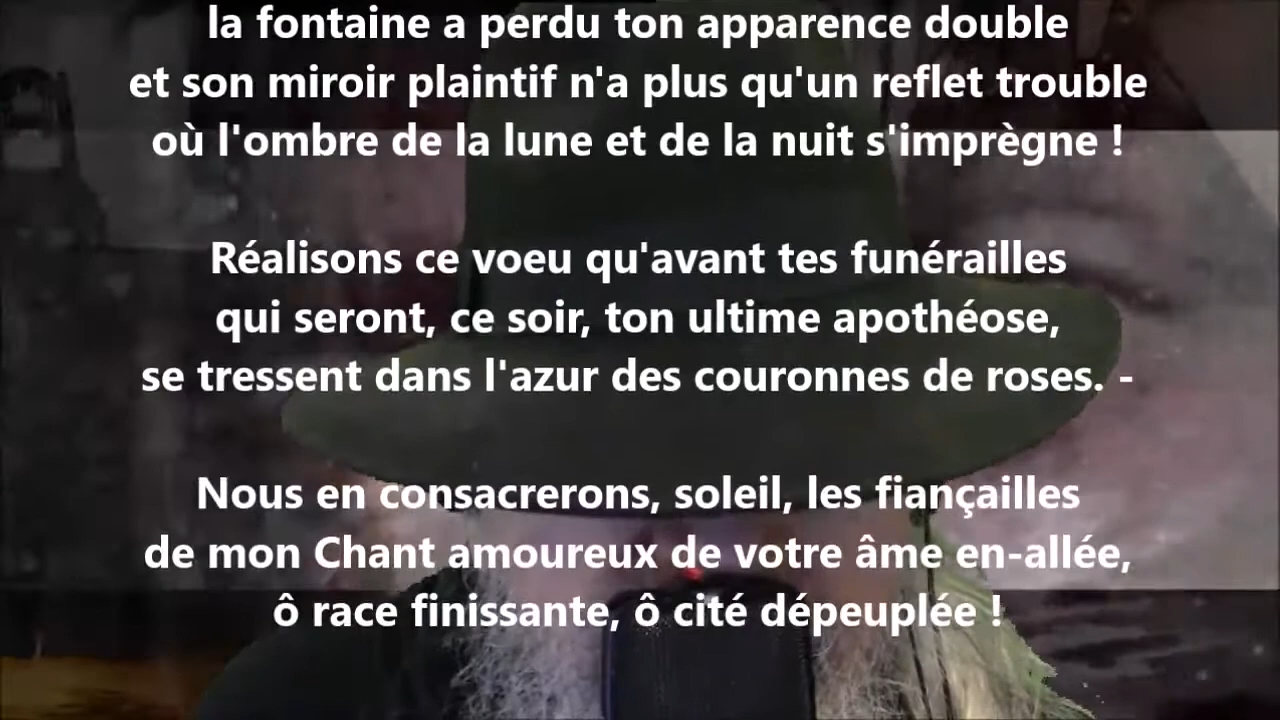 la fontaine a perdu ton apparence double
et son miroir plaintif n'a plus qu'un reflet trouble
où l'ombre de la lune et de la nuit s'imprègne !
Réalisons ce voeu qu'avant tes funérailles
qui seront, ce soir, ton ultime apothéose,
se tressent dans l'azur des couronnes de roses. -
Nous en consacrerons, soleil, les fiançailles
de mon Chant amoureux de votre âme en-allée,
ô race finissante, ô cité dépeuplée !